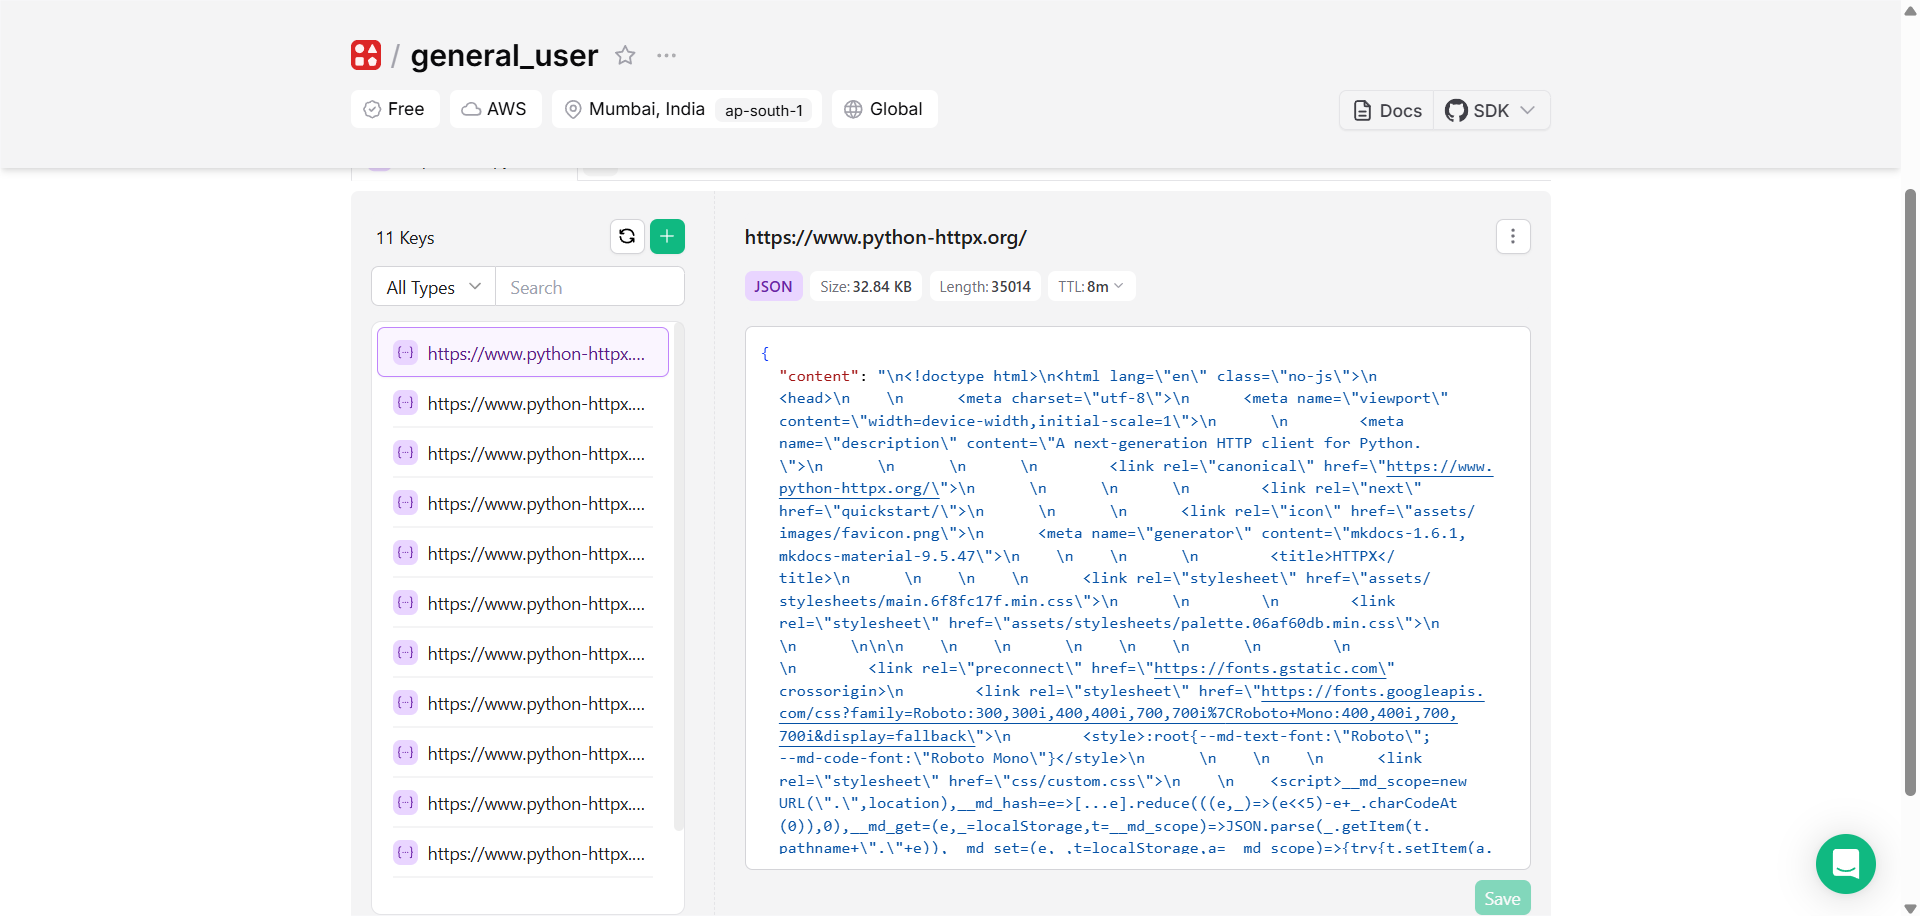 / general_user
Free
AWS
Mumbai, India ap-south-1
Global
Docs
SDK
11 Keys
All Types
Search
https://www.python-httpx....
https://www.python-httpx....
https://www.python-httpx....
https://www.python-httpx....
https://www.python-httpx....
https://www.python-httpx....
https://www.python-httpx....
https://www.python-httpx....
https://www.python-httpx....
https://www.python-httpx....
https://www.python-httpx....
https://www.python-httpx.org/
JSON
Size: 32.84 KB
Length: 35014
TTL: 8m
{
"content": "\n<!doctype html>\n<html lang=\"en\" class=\"no-js\">\n
<head>\n    \n      <meta charset=\"utf-8\">\n      <meta name=\"viewport\"
content=\"width=device-width,initial-scale=1\">\n      \n        <meta
name=\"description\" content=\"A next-generation HTTP client for Python.
\">\n      \n      \n      \n        <link rel=\"canonical\" href=\"https://www.
python-httpx.org/\">\n      \n      \n      \n        <link rel=\"next\"
href=\"quickstart/\">\n      \n      \n      <link rel=\"icon\" href=\"assets/
images/favicon.png\">\n      <meta name=\"generator\" content=\"mkdocs-1.6.1,
mkdocs-material-9.5.47\">\n    \n    \n      \n        <title>HTTPX</
title>\n      \n    \n    \n      <link rel=\"stylesheet\" href=\"assets/
stylesheets/main.6f8fc17f.min.css\">\n      \n        \n        <link
rel=\"stylesheet\" href=\"assets/stylesheets/palette.06af60db.min.css\">\n
\n      \n\n\n    \n    \n      \n    \n    \n      \n        \n
\n        <link rel=\"preconnect\" href=\"https://fonts.gstatic.com\"
crossorigin>\n        <link rel=\"stylesheet\" href=\"https://fonts.googleapis.
com/css?family=Roboto:300,300i,400,400i,700,700i%7CRoboto+Mono:400,400i,700,
700i&display=fallback\">\n        <style>:root{--md-text-font:\"Roboto\";
--md-code-font:\"Roboto Mono\"}</style>\n      \n    \n    \n      <link
rel=\"stylesheet\" href=\"css/custom.css\">\n    \n    <script>__md_scope=new
URL(\".\",location),__md_hash=e=>[...e].reduce(((e,_)=>(e<<5)-e+_.charCodeAt
(0)),0),__md_get=(e,_=localStorage,t=__md_scope)=>JSON.parse(_.getItem(t.
pathname+\".\"+e)),__md_set=(e,_,t=localStorage,a=__md_scope)=>{try{t.setItem(a.
Save